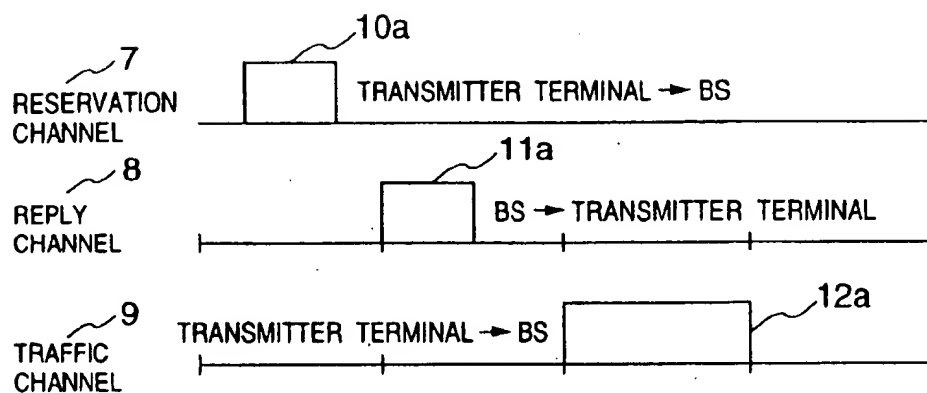 10a
7
RESERVATION
CHANNEL
TRANSMITTER TERMINAL → BS
11a
8
REPLY
CHANNEL
BS → TRANSMITTER TERMINAL
12a
9
TRAFFIC
CHANNEL
TRANSMITTER TERMINAL → BS